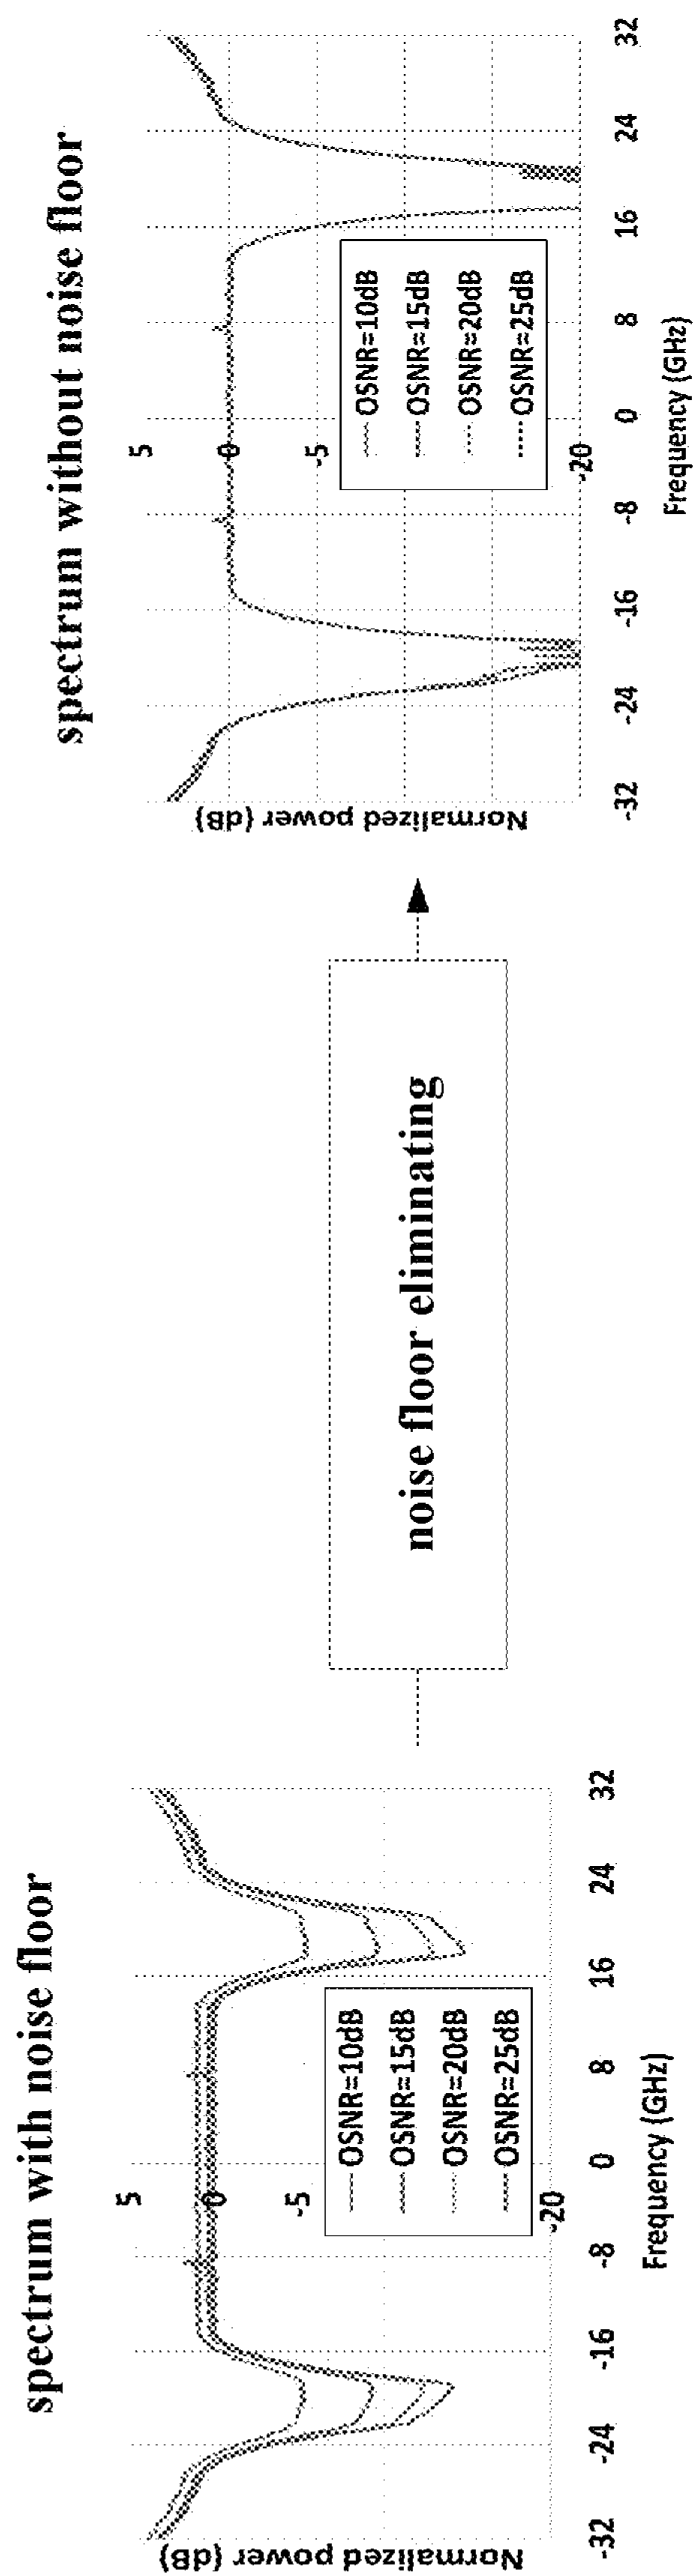 spectrum with noise floor
Normalized power (dB)
5
0
-5
-20
-32
-24
-16
-8
0
8
16
24
32
Frequency (GHz)
OSNR=10dB
OSNR=15dB
OSNR=20dB
OSNR=25dB
noise floor eliminating
spectrum without noise floor
Normalized power (dB)
5
0
-5
-20
-32
-24
-16
-8
0
8
16
24
32
Frequency (GHz)
OSNR=10dB
OSNR=15dB
OSNR=20dB
OSNR=25dB